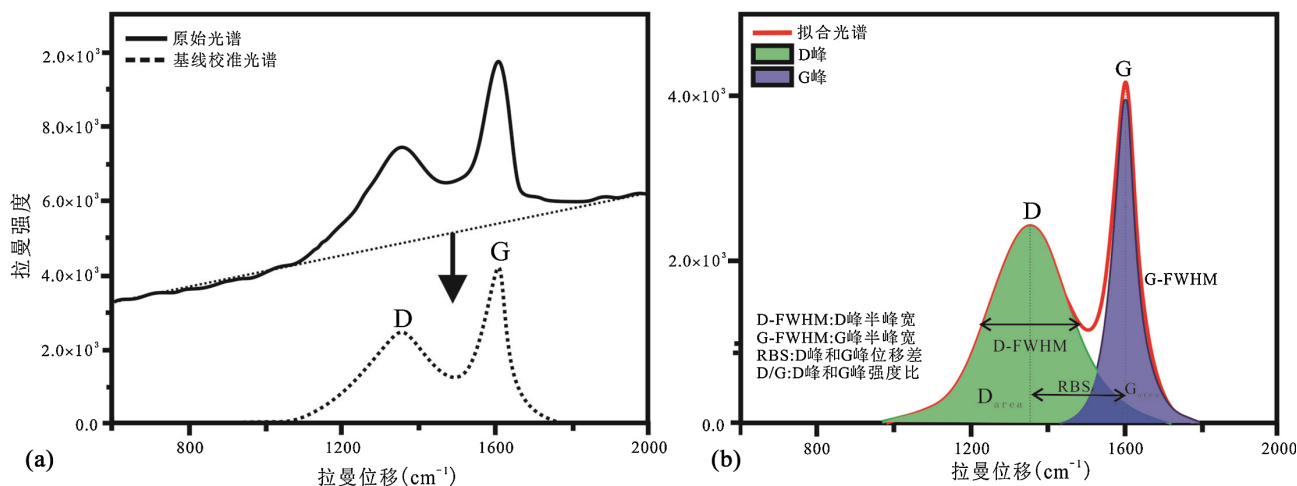 原始光谱
基线校准光谱
2.0×10³
8.0×10³
6.0×10³
4.0×10³
2.0×10³
0.0
拉曼强度
D
G
800
1200
1600
2000
拉曼位移(cm⁻¹)
(a)
拟合光谱
D峰
G峰
4.0×10³
2.0×10³
0.0
G
D
G-FWHM
D-FWHM:D峰半峰宽
G-FWHM:G峰半峰宽
RBS:D峰和G峰位移差
D/G:D峰和G峰强度比
D-FWHM
RBS
D area
G area
600
800
1200
1600
2000
拉曼位移(cm⁻¹)
(b)